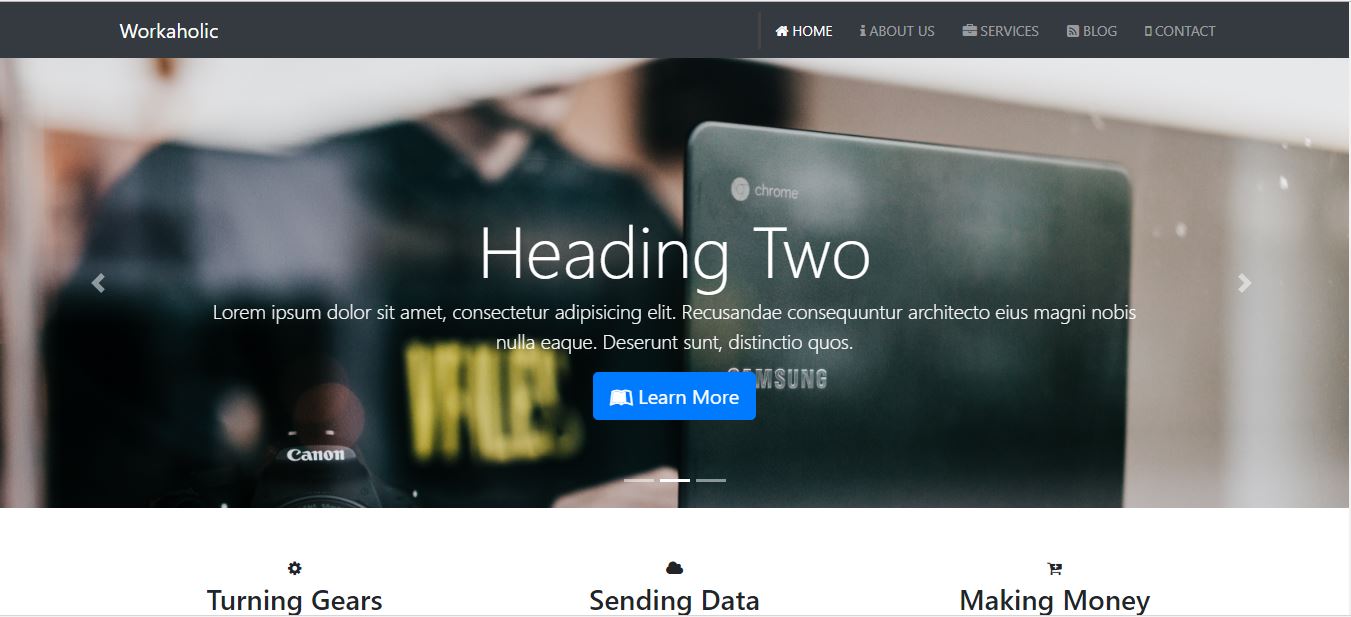 Workaholic
HOME ABOUT US SERVICES BLOG CONTACT
chrome
Heading Two
Lorem ipsum dolor sit amet, consectetur adipisicing elit. Recusandae consequuntur architecto eius magni nobis
nulla eaque. Deserunt sunt, distinctio quos.
SAMSUNG
Learn More
Canon
Turning Gears
Sending Data
Making Money